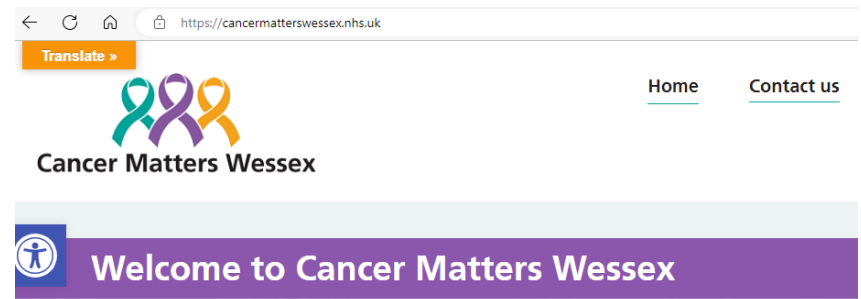 https://cancermatterswessex.nhs.uk
Translate »
Home Contact us
Cancer Matters Wessex
Welcome to Cancer Matters Wessex